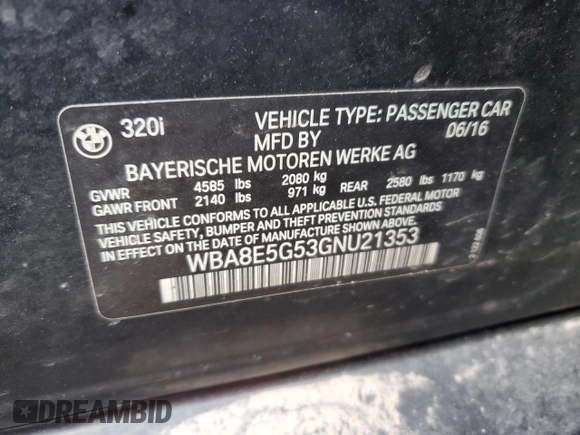 BMW
320i VEHICLE TYPE: PASSENGER CAR
MFD BY 06/16
BAYERISCHE MOTOREN WERKE AG
GVWR 4585 lbs 2080 kg
GAWR FRONT 2140 lbs 971 kg REAR 2580 lbs 1170 kg
THIS VEHICLE CONFORMS TO ALL APPLICABLE U.S. FEDERAL MOTOR
VEHICLE SAFETY, BUMPER AND THEFT PREVENTION STANDARDS
IN EFFECT ON THE DATE OF MANUFACTURE SHOWN ABOVE.
WBA8E5G53GNU21353
DREAMBID